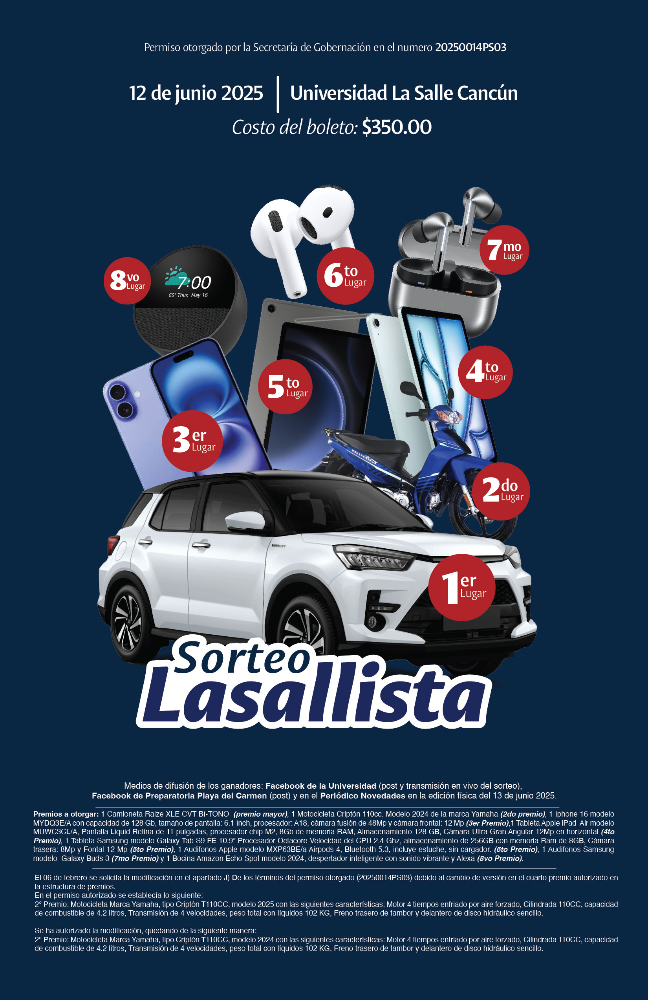 Permiso otorgado por la Secretaría de Gobernación en el numero 20250014PS03
12 de junio 2025 | Universidad La Salle Cancún
Costo del boleto: $350.00
7mo
Lugar
6to
Lugar
8vo
Lugar
7:00
65° Thur, May 16
4to
Lugar
5to
Lugar
3er
Lugar
2do
Lugar
1er
Lugar
Sorteo
Lasallista
Medios de difusión de los ganadores: Facebook de la Universidad (post y transmisión en vivo del sorteo),
Facebook de Preparatoria Playa del Carmen (post) y en el Periódico Novedades en la edición física del 13 de junio 2025.
Premios a otorgar: 1 Camioneta Raize XLE CVT BI-TONO (premio mayor), 1 Motocicleta Criptón 110cc. Modelo 2024 de la marca Yamaha (2do premio), 1 Iphone 16 modelo
MYDQ3E/A con capacidad de 128 Gb, tamaño de pantalla: 6.1 Inch, procesador: A18, cámara fusión de 48Mp y cámara frontal: 12 Mp (3er Premio),1 Tableta Apple iPad Air modelo
MUWC3CL/A, Pantalla Liquid Retina de 11 pulgadas, procesador chip M2, 8Gb de memoria RAM, Almacenamiento 128 GB, Cámara Ultra Gran Angular 12Mp en horizontal (4to
Premio), 1 Tableta Samsung modelo Galaxy Tab S9 FE 10.9” Procesador Octacore Velocidad del CPU 2.4 Ghz, almacenamiento de 256GB con memoria Ram de 8GB, Cámara
trasera: 8Mp y Fontal 12 Mp (5to Premio), 1 Audifonos Apple modelo MXP63BE/a Airpods 4, Bluetooth 5.3, incluye estuche, sin cargador. (6to Premio), 1 Audifonos Samsung
modelo Galaxy Buds 3 (7mo Premio) y 1 Bocina Amazon Echo Spot modelo 2024, despertador inteligente con sonido vibrante y Alexa (8vo Premio).
El 06 de febrero se solicita la modificación en el apartado J) De los términos del permiso otorgado (20250014PS03) debido al cambio de versión en el cuarto premio autorizado en
la estructura de premios.
En el permiso autorizado se establecía lo siguiente:
2° Premio: Motocicleta Marca Yamaha, tipo Criptón T110CC, modelo 2025 con las siguientes características: Motor 4 tiempos enfriado por aire forzado, Cilindrada 110CC, capacidad
de combustible de 4.2 litros, Transmisión de 4 velocidades, peso total con líquidos 102 KG, Freno trasero de tambor y delantero de disco hidráulico sencillo.
Se ha autorizado la modificación, quedando de la siguiente manera:
2° Premio: Motocicleta Marca Yamaha, tipo Criptón T110CC, modelo 2024 con las siguientes características: Motor 4 tiempos enfriado por aire forzado, Cilindrada 110CC, capacidad
de combustible de 4.2 litros, Transmisión de 4 velocidades, peso total con líquidos 102 KG, Freno trasero de tambor y delantero de disco hidráulico sencillo.